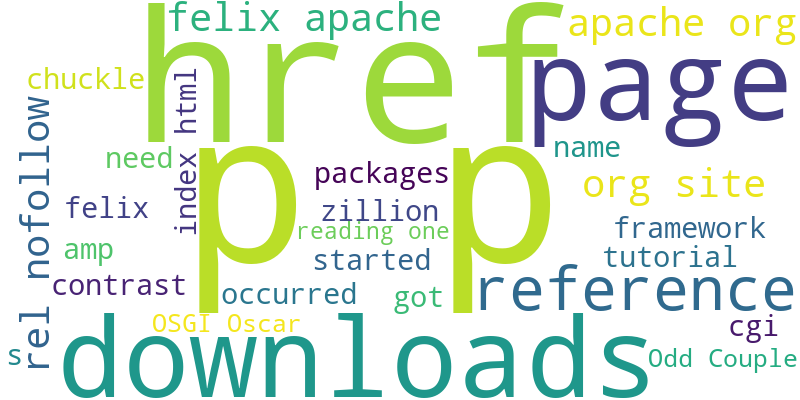 felix apache
href
apache org
page
chuckle
index html
rel nofollow
need
p p
name
packages
org site
felix
zillion
reading one
framework
amp
started
tutorial
contrast
occurred
got
reference
OSGI Oscar
cgi
s
downloads
Odd Couple